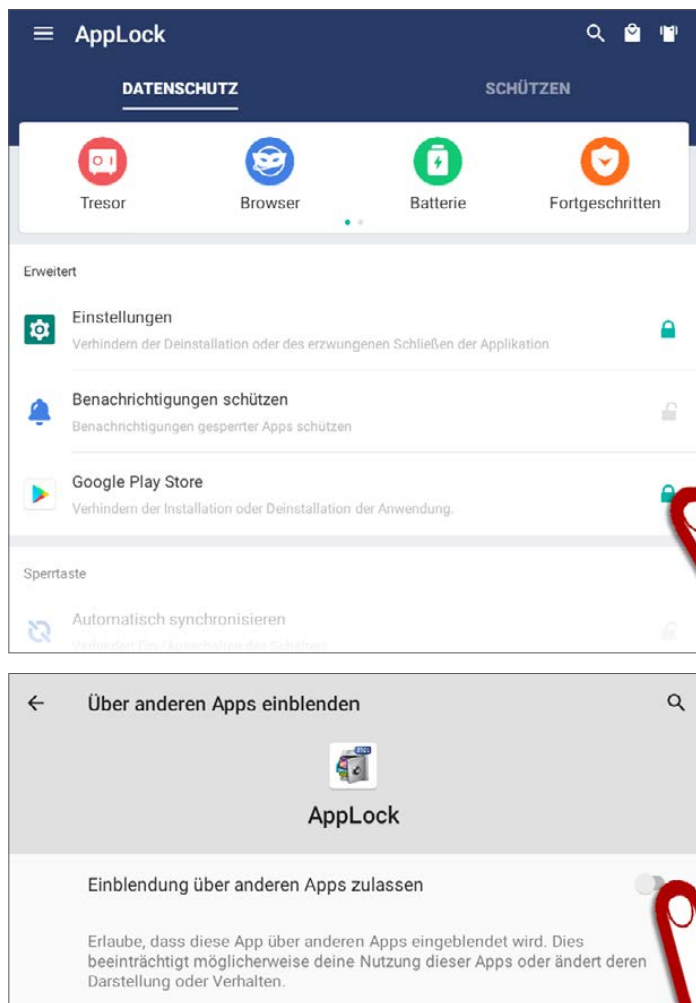 AppLock
DATENSCHUTZ
SCHÜTZEN
Tresor
Browser
Batterie
Fortgeschritten
Erweitert
Einstellungen
Verhindern der Deinstallation oder des erzwungenen Schließen der Applikation
Benachrichtigungen schützen
Benachrichtigungen gesperrter Apps schützen
Google Play Store
Verhindern der Installation oder Deinstallation der Anwendung.
Sperrtaste
Automatisch synchronisieren
Über anderen Apps einblenden
2021
AppLock
Einblendung über anderen Apps zulassen
Erlaube, dass diese App über anderen Apps eingeblendet wird. Dies
beeinträchtigt möglicherweise deine Nutzung dieser Apps oder ändert deren
Darstellung oder Verhalten.